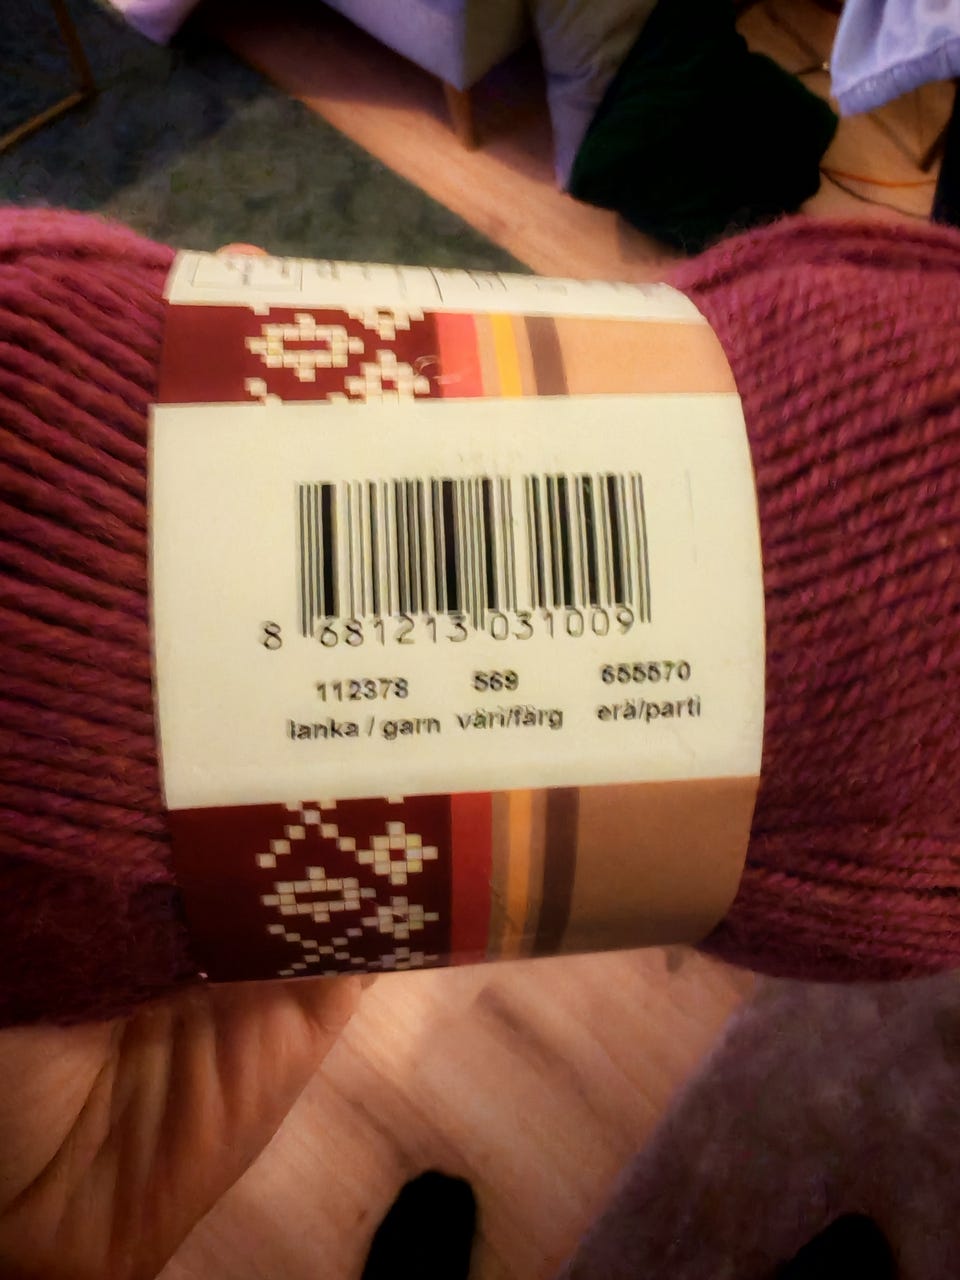 8 681213 031009
112378 569 655570
lanka / garn väri/färg erä/parti